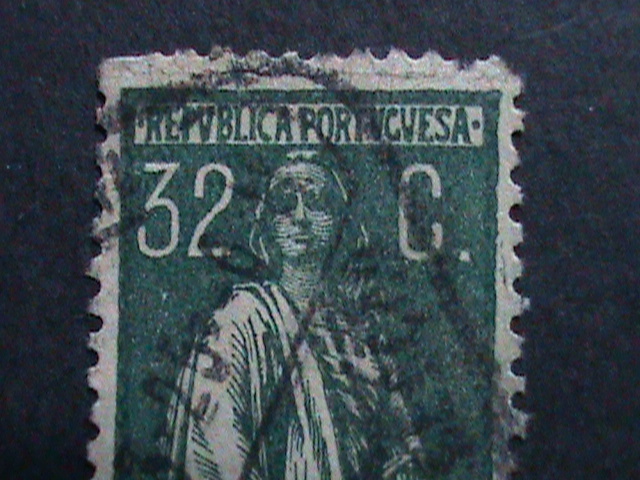 ·REPVBLICA PORTVGVESA·
32 C.